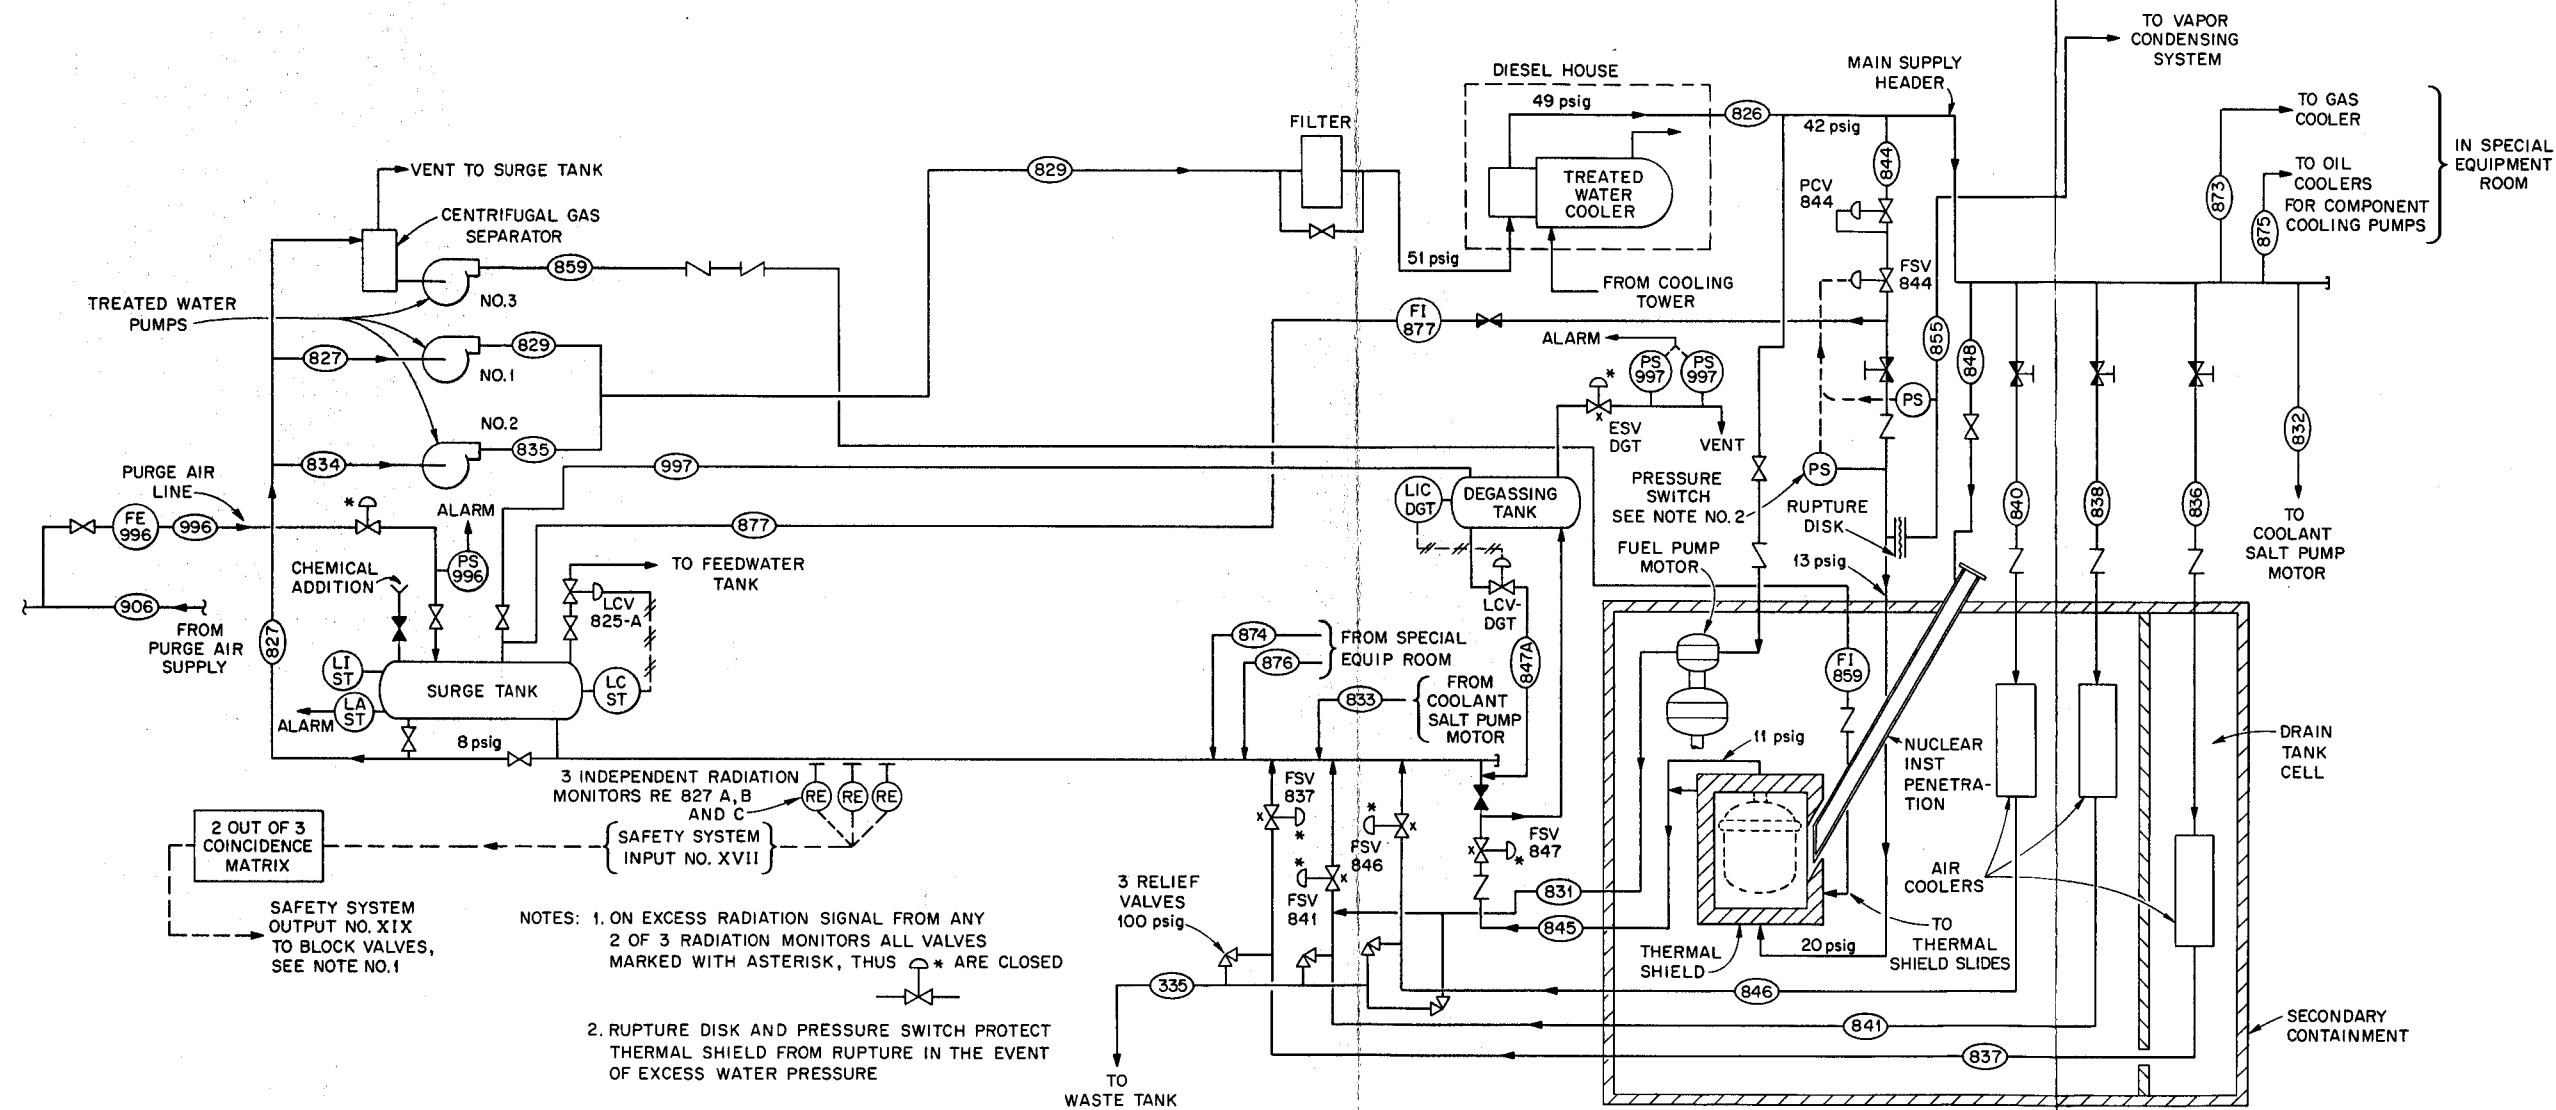 TO VAPOR
CONDENSING
SYSTEM
MAIN SUPPLY
HEADER
DIESEL HOUSE
49 psig
826
42 psig
TO GAS
COOLER
IN SPECIAL
EQUIPMENT
ROOM
TO OIL
COOLERS
FOR COMPONENT
COOLING PUMPS
873
875
FILTER
829
51 psig
TREATED
WATER
COOLER
FROM COOLING
TOWER
844
PCV
844
FSV
844
VENT TO SURGE TANK
CENTRIFUGAL GAS
SEPARATOR
859
NO.3
TREATED WATER
PUMPS
827
829
NO.1
NO.2
834
835
FI
877
ALARM
PS
997
PS
997
*
x
ESV
DGT
VENT
855
848
PS
PS
840
838
836
832
TO
COOLANT
SALT PUMP
MOTOR
PRESSURE
SWITCH
SEE NOTE NO.2
RUPTURE
DISK
13 psig
PURGE AIR
LINE
FE
996
996
*
ALARM
PS
996
906
FROM
PURGE AIR
SUPPLY
CHEMICAL
ADDITION
827
997
877
TO FEEDWATER
TANK
LCV
825-A
LI
ST
LA
ST
ALARM
SURGE TANK
LC
ST
8 psig
LIC
DGT
DEGASSING
TANK
LCV-
DGT
847A
FUEL PUMP
MOTOR
874
876
FROM SPECIAL
EQUIP ROOM
833
FROM
COOLANT
SALT PUMP
MOTOR
FI
859
11 psig
NUCLEAR
INST
PENETRA-
TION
DRAIN
TANK
CELL
AIR
COOLERS
3 INDEPENDENT RADIATION
MONITORS RE 827 A,B
AND C
RE
RE
RE
SAFETY SYSTEM
INPUT NO. XVII
2 OUT OF 3
COINCIDENCE
MATRIX
SAFETY SYSTEM
OUTPUT NO. XIX
TO BLOCK VALVES,
SEE NOTE NO.1
FSV
837
x
*
*
FSV
846
x
*
FSV
841
x
FSV
847
x
*
831
845
3 RELIEF
VALVES
100 psig
335
TO
WASTE TANK
THERMAL
SHIELD
20 psig
TO
THERMAL
SHIELD SLIDES
846
841
837
SECONDARY
CONTAINMENT
NOTES: 1. ON EXCESS RADIATION SIGNAL FROM ANY
2 OF 3 RADIATION MONITORS ALL VALVES
MARKED WITH ASTERISK, THUS * ARE CLOSED
2. RUPTURE DISK AND PRESSURE SWITCH PROTECT
THERMAL SHIELD FROM RUPTURE IN THE EVENT
OF EXCESS WATER PRESSURE